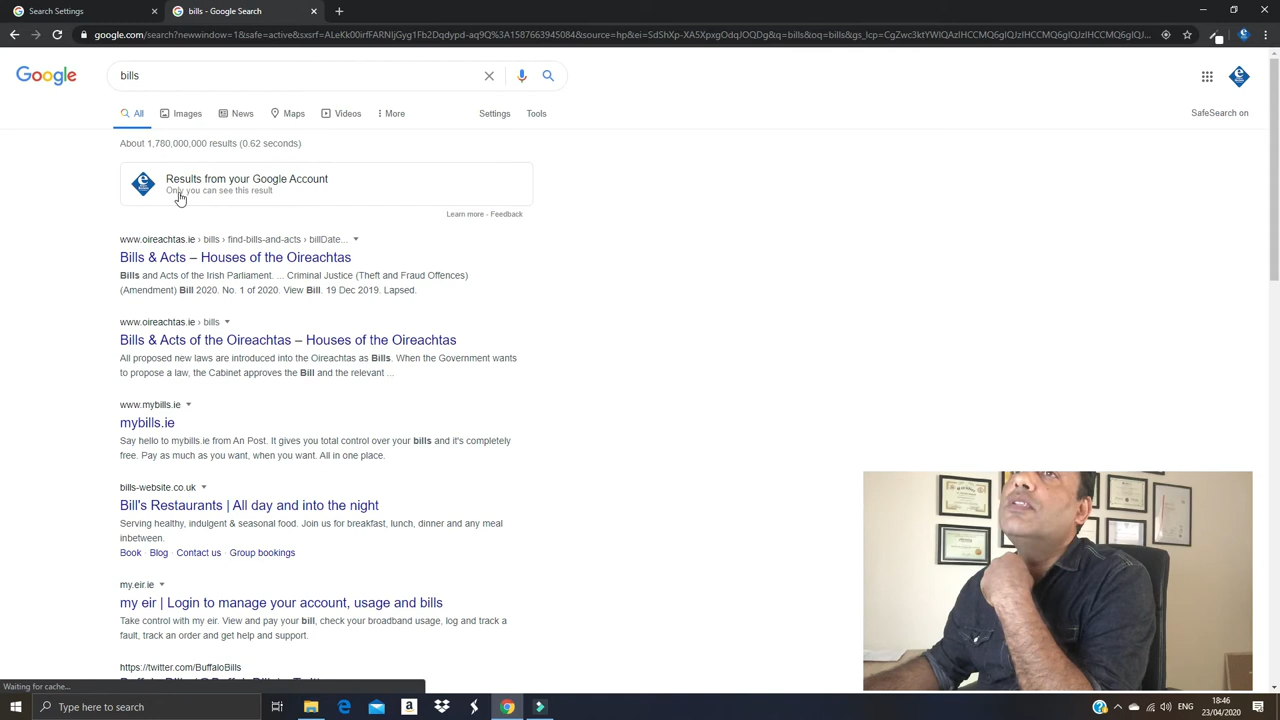 Search Settings
bills - Google Search
Google
bills
All
Images
News
Maps
Videos
More
Settings
Tools
SafeSearch on
About 1,780,000,000 results (0.62 seconds)
Results from your Google Account
Only you can see this result
Learn more - Feedback
www.oireachtas.ie › bills › find-bills-and-acts › billDate...
Bills & Acts – Houses of the Oireachtas
Bills and Acts of the Irish Parliament. ... Criminal Justice (Theft and Fraud Offences)
(Amendment) Bill 2020. No. 1 of 2020. View Bill. 19 Dec 2019. Lapsed.
www.oireachtas.ie › bills
Bills & Acts of the Oireachtas – Houses of the Oireachtas
All proposed new laws are introduced into the Oireachtas as Bills. When the Government wants
to propose a law, the Cabinet approves the Bill and the relevant ...
www.mybills.ie
mybills.ie
Say hello to mybills.ie from An Post. It gives you total control over your bills and it's completely
free. Pay as much as you want, when you want. All in one place.
bills-website.co.uk
Bill's Restaurants | All day and into the night
Serving healthy, indulgent & seasonal food. Join us for breakfast, lunch, dinner and any meal
inbetween.
Book · Blog · Contact us · Group bookings
my.eir.ie
my eir | Login to manage your account, usage and bills
Take control with my eir. View and pay your bill, check your broadband usage, log and track a
fault, track an order and get help and support.
https://twitter.com/BuffaloBills
Waiting for cache...
Type here to search
ENG
18:46
23/04/2020